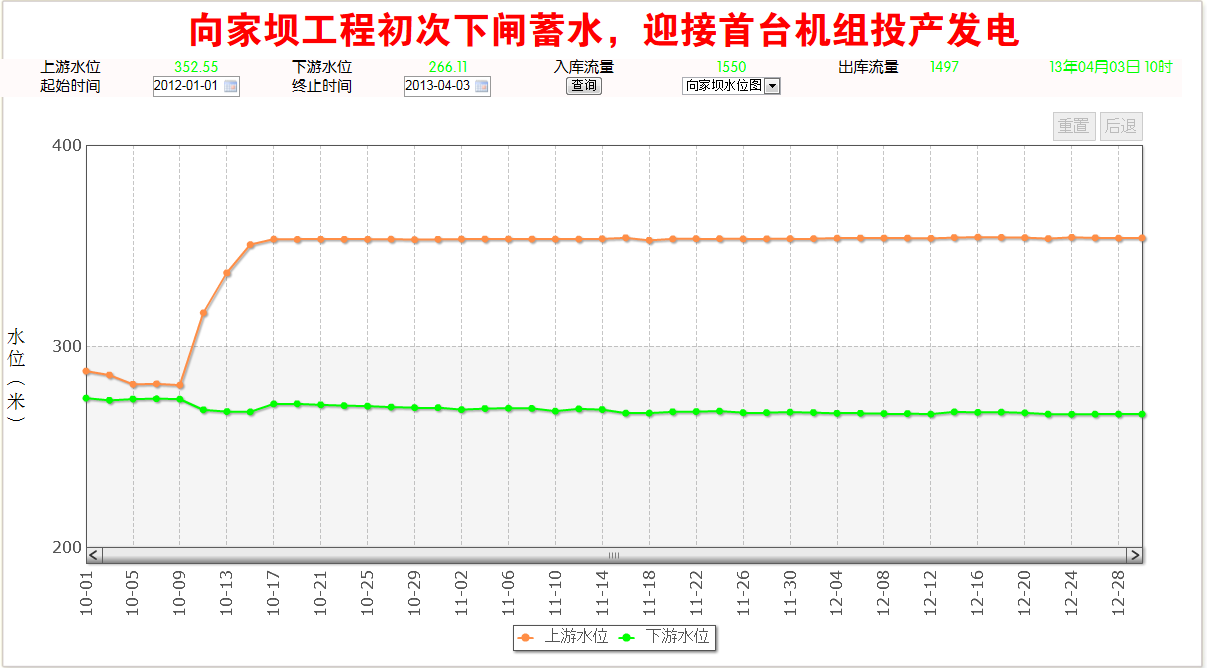 向家坝工程初次下闸蓄水，迎接首台机组投产发电
上游水位 352.55 下游水位 266.11 入库流量 1550 出库流量 1497 13年04月03日 10时
起始时间 2012-01-01 终止时间 2013-04-03 查询 向家坝水位图
重置 后退
400
300
200
水位（米）
10-01 10-05 10-09 10-13 10-17 10-21 10-25 10-29 11-02 11-06 11-10 11-14 11-18 11-22 11-26 11-30 12-04 12-08 12-12 12-16 12-20 12-24 12-28
上游水位 下游水位